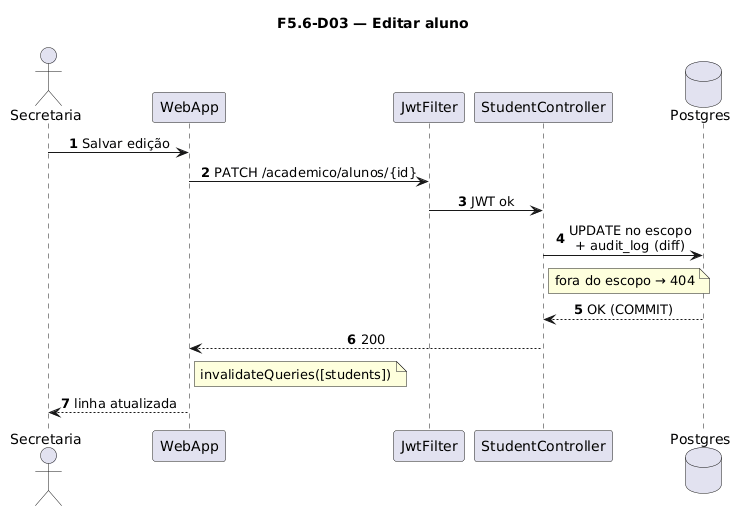 F5.6-D03 — Editar aluno
Secretaria
WebApp
JwtFilter
StudentController
Postgres
1 Salvar edição
2 PATCH /academico/alunos/{id}
3 JWT ok
4 UPDATE no escopo
+ audit_log (diff)
fora do escopo → 404
5 OK (COMMIT)
6 200
invalidateQueries([students])
7 linha atualizada
Secretaria
WebApp
JwtFilter
StudentController
Postgres